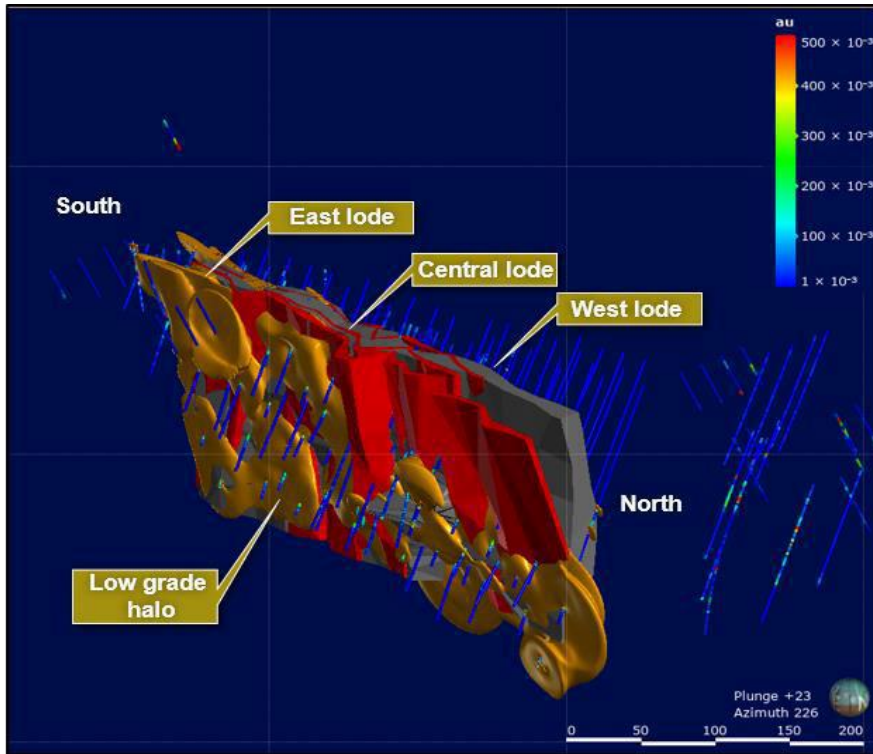 au
500 × 10⁻³
400 × 10⁻³
300 × 10⁻³
200 × 10⁻³
100 × 10⁻³
1 × 10⁻³
South
East lode
Central lode
West lode
North
Low grade
halo
Plunge +23
Azimuth 226
0 50 100 150 200